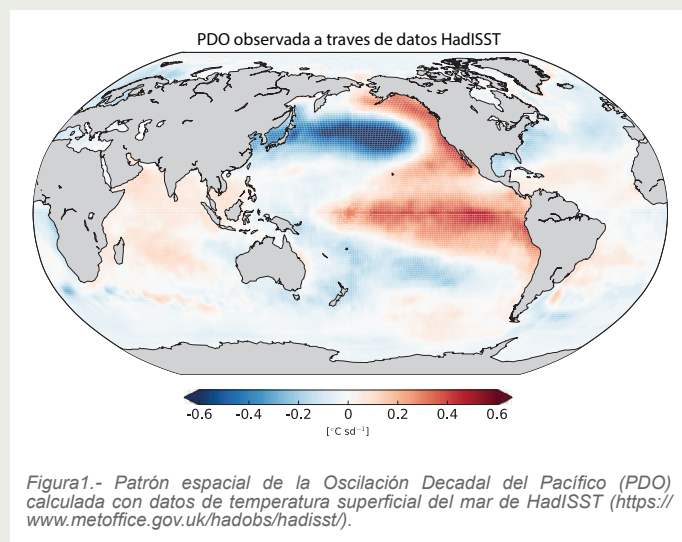 PDO observada a traves de datos HadISST
-0.6 -0.4 -0.2 0 0.2 0.4 0.6
[°C sd⁻¹]
Figura1.- Patrón espacial de la Oscilación Decadal del Pacífico (PDO)
calculada con datos de temperatura superficial del mar de HadISST (https://
www.metoffice.gov.uk/hadobs/hadisst/).